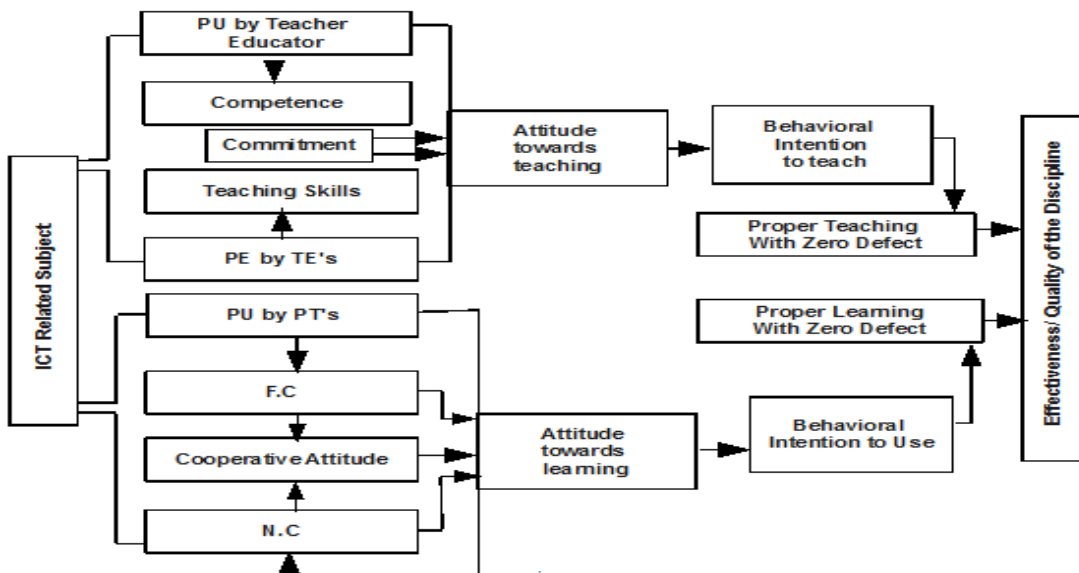 ICT Related Subject
PU by Teacher
Educator
Competence
Commitment
Teaching Skills
PE by TE's
PU by PT's
F.C
Cooperative Attitude
N.C
Attitude
towards
teaching
Attitude
towards
learning
Behavioral
Intention
to teach
Proper Teaching
With Zero Defect
Proper Learning
With Zero Defect
Behavioral
Intention to Use
Effectiveness/ Quality of the Discipline